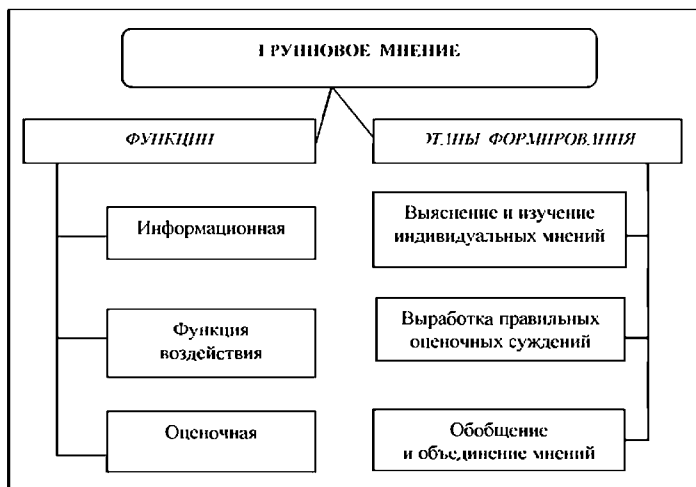 ГРУППОВОЕ МНЕНИЕ
ФУНКЦИИ
Информационная
Функция
воздействия
Оценочная
ЭТАПЫ ФОРМИРОВАНИЯ
Выяснение и изучение
индивидуальных мнений
Выработка правильных
оценочных суждений
Обобщение
и объединение мнений